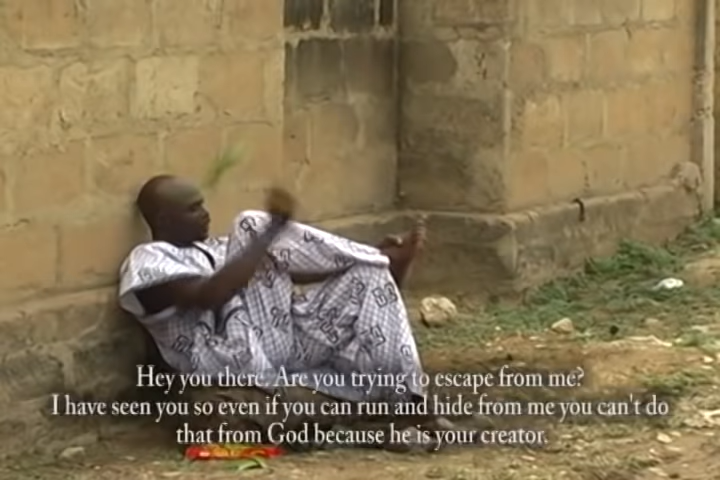 Hey you there. Are you trying to escape from me?
I have seen you so even if you can run and hide from me you can't do
that from God because he is your creator.